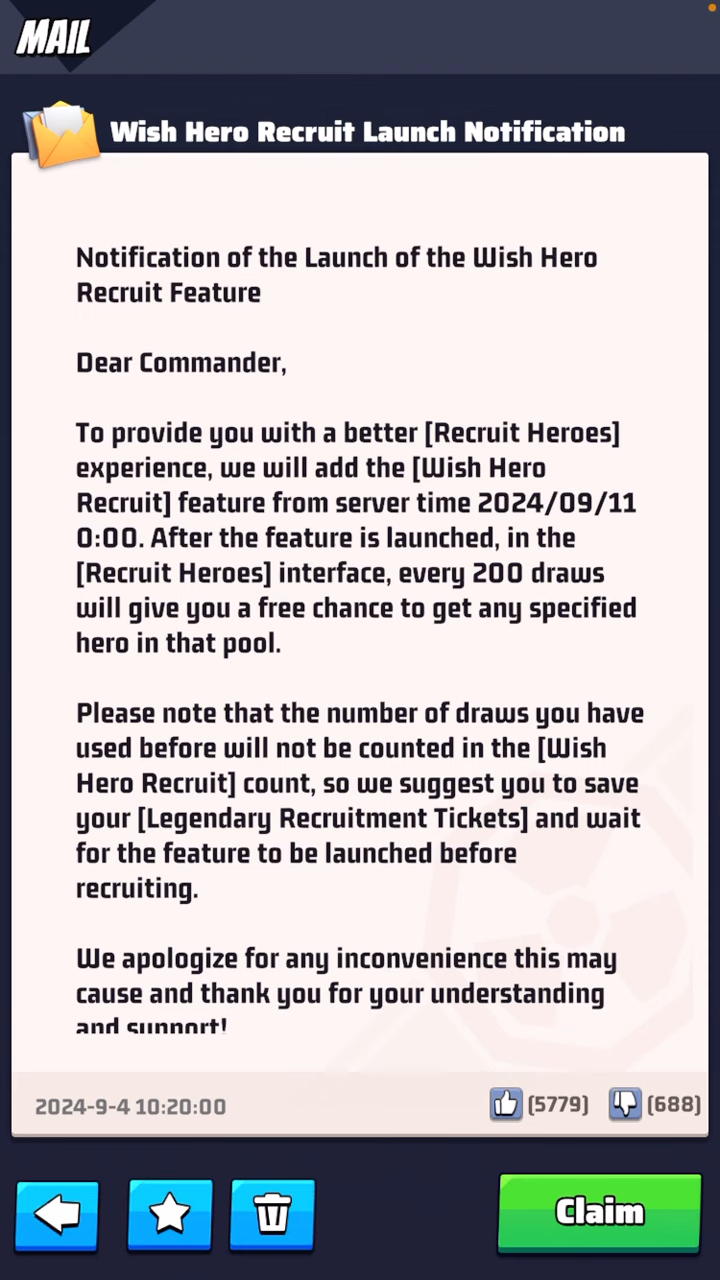 MAIL
Wish Hero Recruit Launch Notification
Notification of the Launch of the Wish Hero
Recruit Feature
Dear Commander,
To provide you with a better [Recruit Heroes]
experience, we will add the [Wish Hero
Recruit] feature from server time 2024/09/11
0:00. After the feature is launched, in the
[Recruit Heroes] interface, every 200 draws
will give you a free chance to get any specified
hero in that pool.
Please note that the number of draws you have
used before will not be counted in the [Wish
Hero Recruit] count, so we suggest you to save
your [Legendary Recruitment Tickets] and wait
for the feature to be launched before
recruiting.
We apologize for any inconvenience this may
cause and thank you for your understanding
and support!
2024-9-4 10:20:00 (5779) (688)
Claim